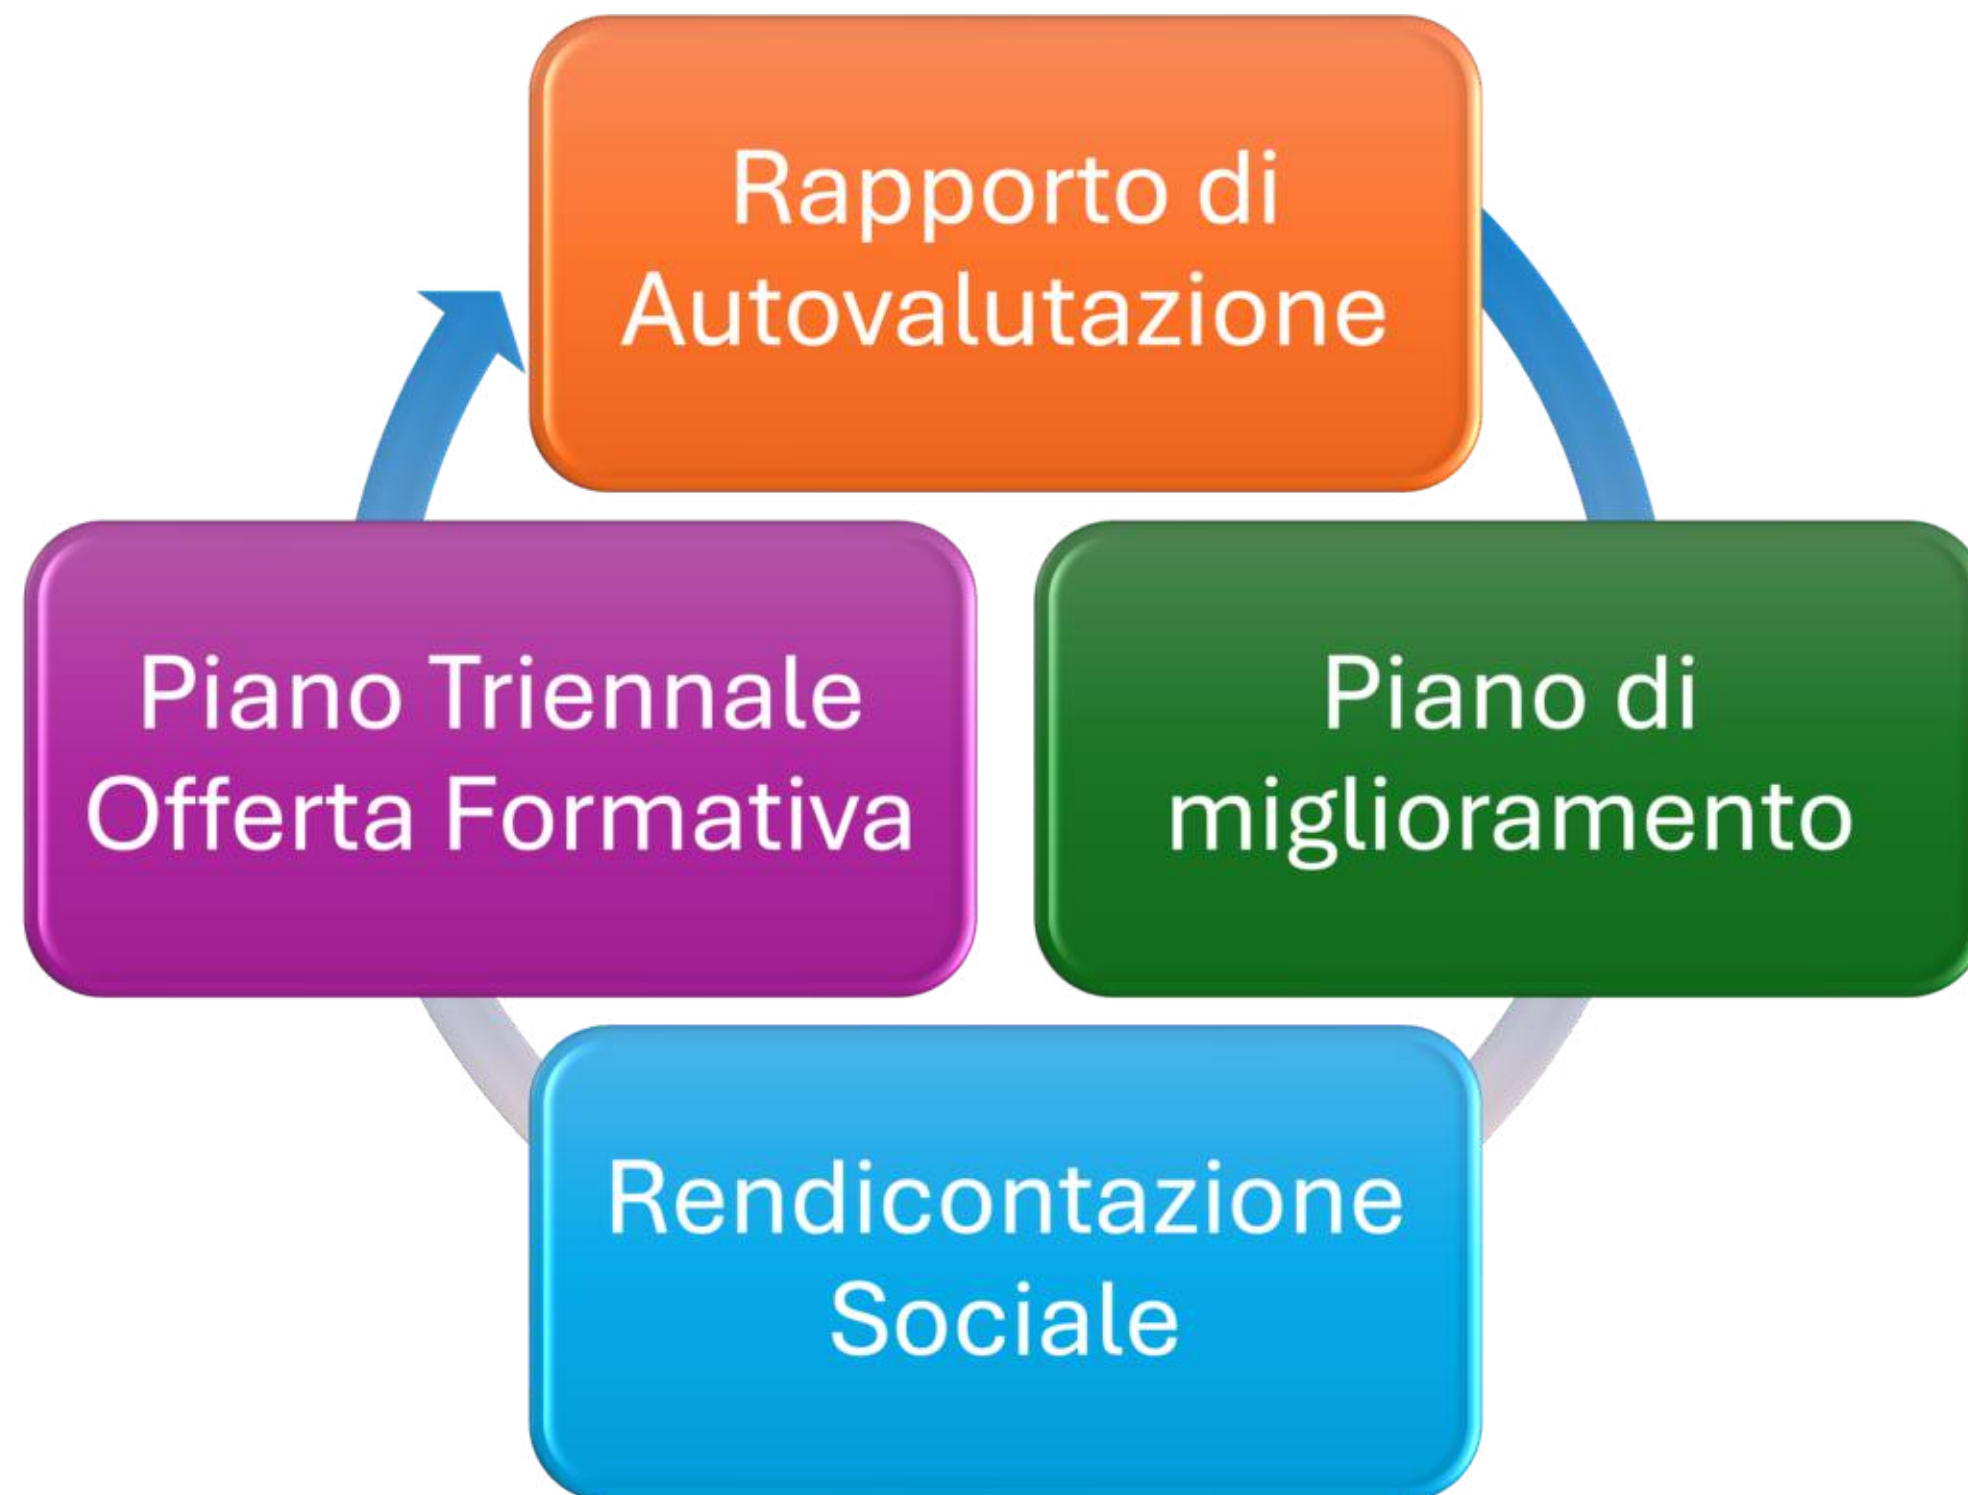 Rapporto di
Autovalutazione
Piano Triennale
Offerta Formativa
Piano di
miglioramento
Rendicontazione
Sociale